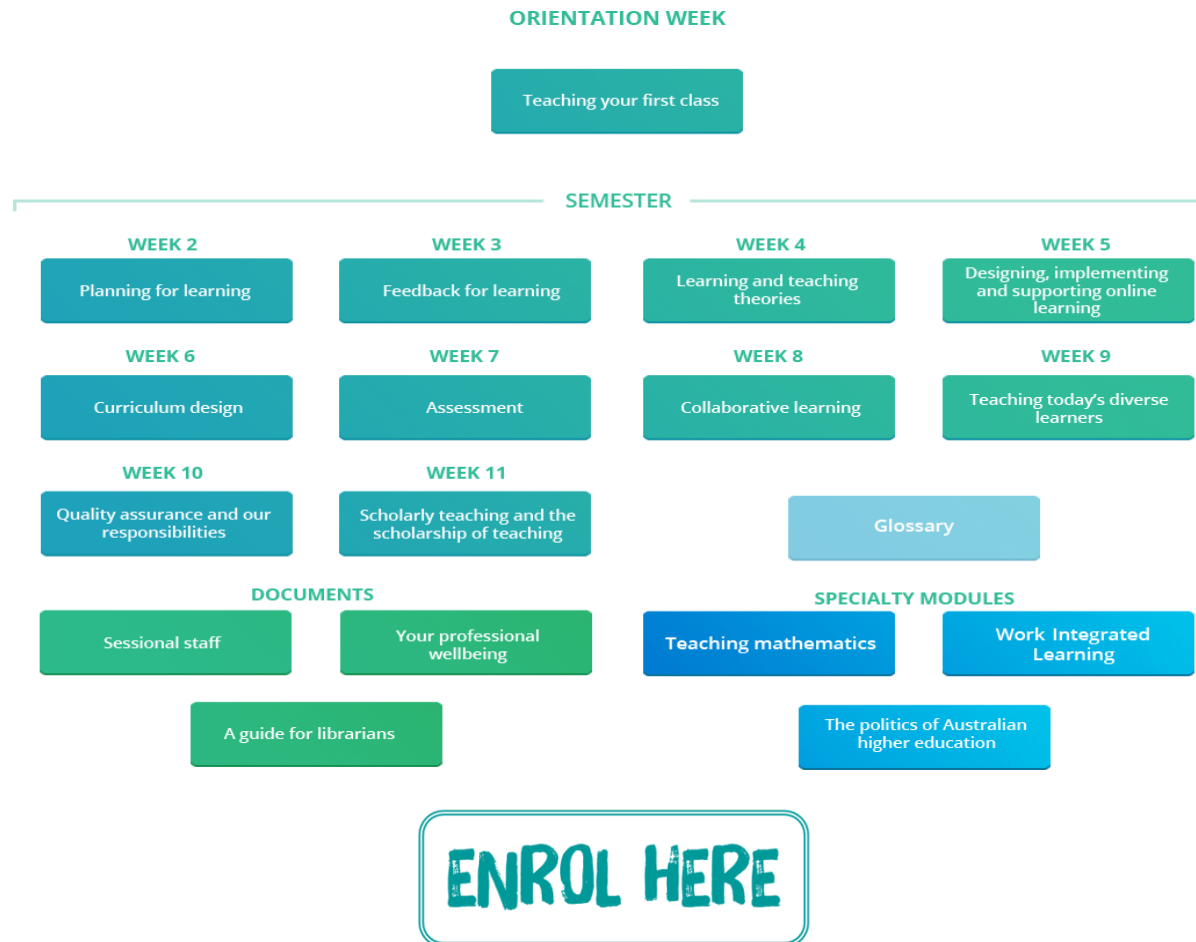 ORIENTATION WEEK
Teaching your first class
SEMESTER
WEEK 2
Planning for learning
WEEK 3
Feedback for learning
WEEK 4
Learning and teaching
theories
WEEK 5
Designing, implementing
and supporting online
learning
WEEK 6
Curriculum design
WEEK 7
Assessment
WEEK 8
Collaborative learning
WEEK 9
Teaching today's diverse
learners
WEEK 10
Quality assurance and our
responsibilities
WEEK 11
Scholarly teaching and the
scholarship of teaching
Glossary
DOCUMENTS
Sessional staff
Your professional
wellbeing
A guide for librarians
SPECIALTY MODULES
Teaching mathematics
Work Integrated
Learning
The politics of Australian
higher education
ENROL HERE